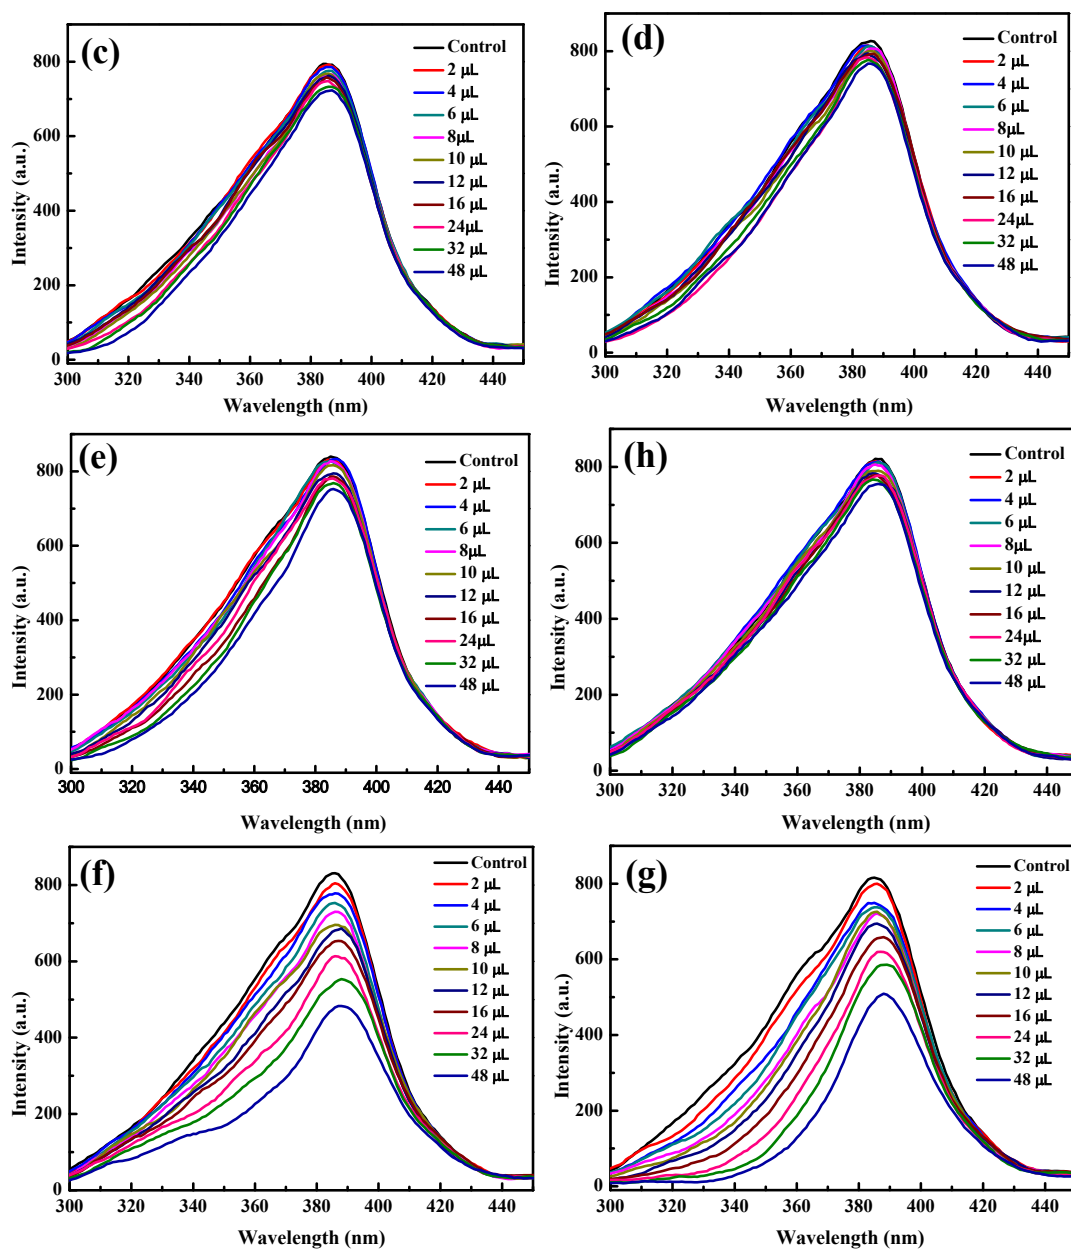 (c)
Control
2 µL
4 µL
6 µL
8µL
10 µL
12 µL
16 µL
24µL
32 µL
48 µL
Intensity (a.u.)
800
600
400
200
0
300 320 340 360 380 400 420 440
Wavelength (nm)
(d)
Control
2 µL
4 µL
6 µL
8µL
10 µL
12 µL
16 µL
24µL
32 µL
48 µL
Intensity (a.u.)
800
600
400
200
0
300 320 340 360 380 400 420 440
Wavelength (nm)
(e)
Control
2 µL
4 µL
6 µL
8µL
10 µL
12 µL
16 µL
24µL
32 µL
48 µL
Intensity (a.u.)
800
600
400
200
0
300 320 340 360 380 400 420 440
Wavelength (nm)
(h)
Control
2 µL
4 µL
6 µL
8µL
10 µL
12 µL
16 µL
24µL
32 µL
48 µL
Intensity (a.u.)
800
600
400
200
0
300 320 340 360 380 400 420 440
Wavelength (nm)
(f)
Control
2 µL
4 µL
6 µL
8 µL
10 µL
12 µL
16 µL
24 µL
32 µL
48 µL
Intensity (a.u.)
800
600
400
200
0
300 320 340 360 380 400 420 440
Wavelength (nm)
(g)
Control
2 µL
4 µL
6 µL
8 µL
10 µL
12 µL
16 µL
24 µL
32 µL
48 µL
Intensity (a.u.)
800
600
400
200
0
300 320 340 360 380 400 420 440
Wavelength (nm)